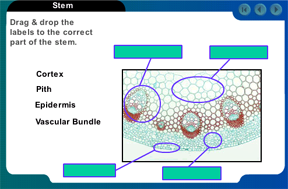 Stem
Drag & drop the
labels to the correct
part of the stem.
Cortex
Pith
Epidermis
Vascular Bundle